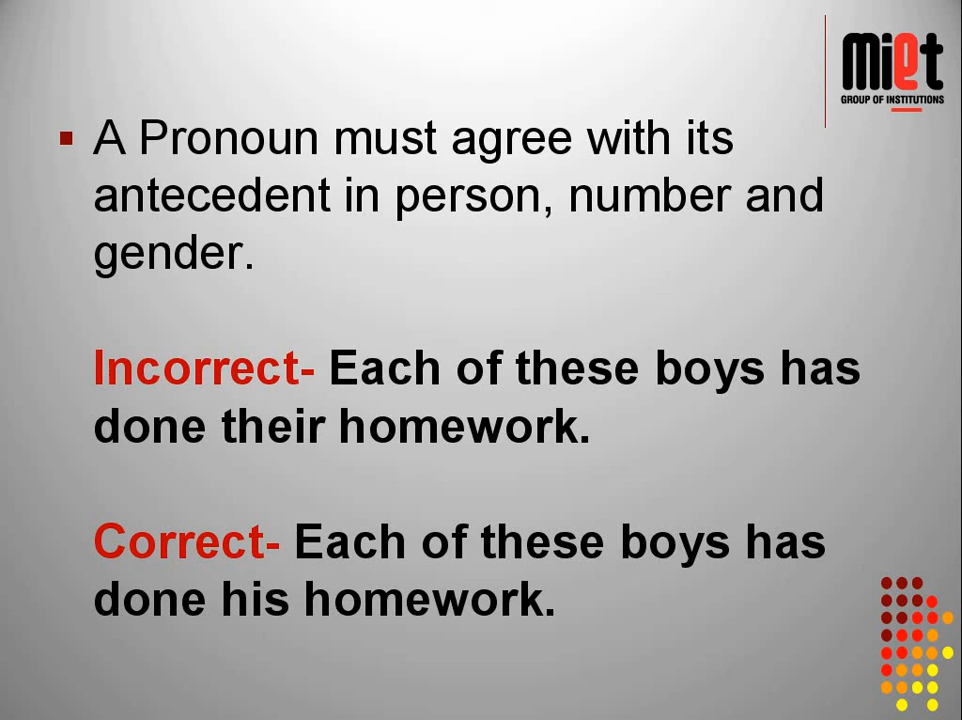 miet
GROUP OF INSTITUTIONS
A Pronoun must agree with its
antecedent in person, number and
gender.
Incorrect- Each of these boys has
done their homework.
Correct- Each of these boys has
done his homework.